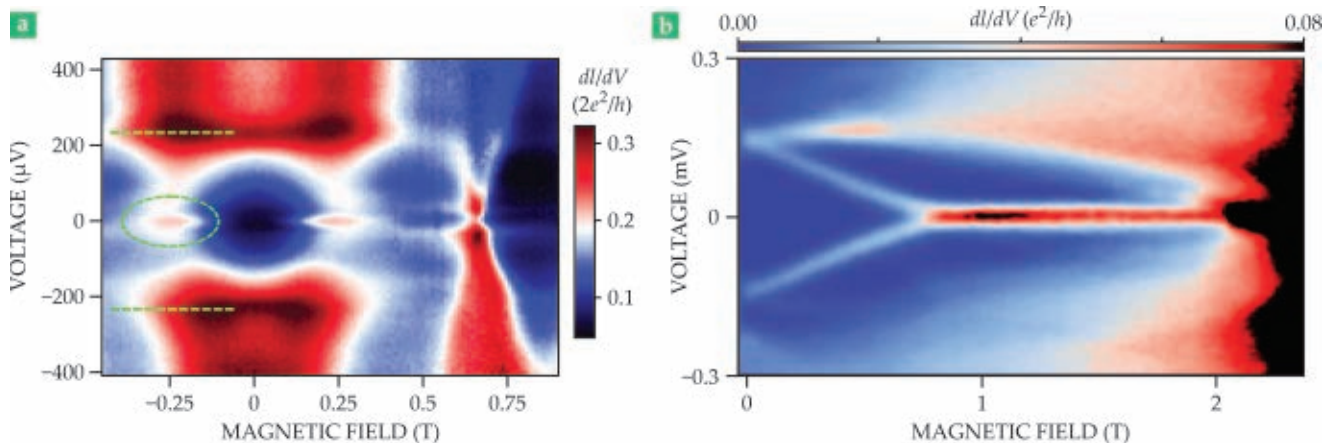 a
400
200
0
−200
−400
VOLTAGE (µV)
−0.25 0 0.25 0.5 0.75
MAGNETIC FIELD (T)
dI/dV
(2e²/h)
0.3
0.2
0.1
b
0.00 dI/dV (e²/h) 0.08
0.3
0
−0.3
VOLTAGE (mV)
0 1 2
MAGNETIC FIELD (T)